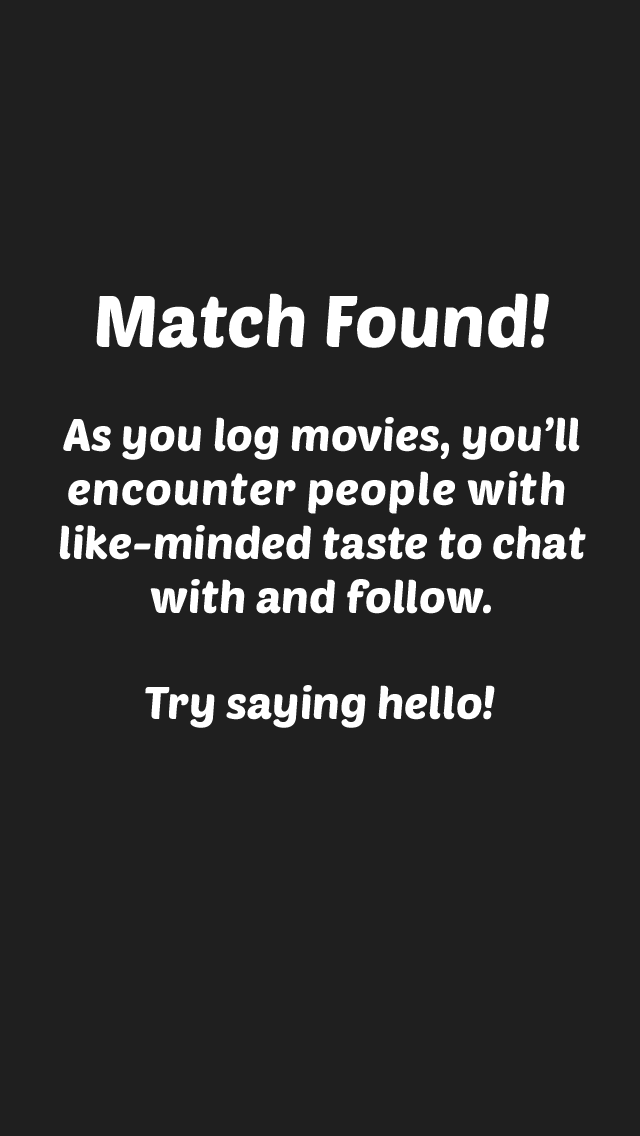 Match Found!
As you log movies, you’ll
encounter people with
like-minded taste to chat
with and follow.
Try saying hello!